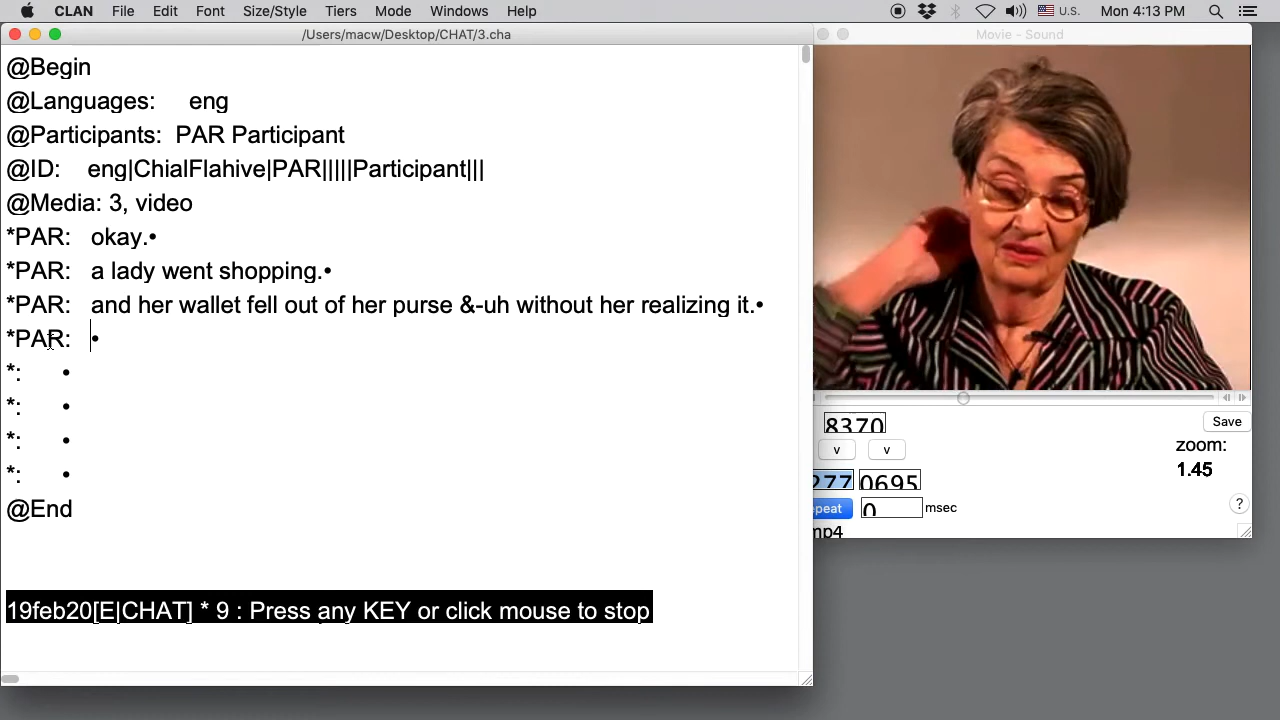 CLAN File Edit Font Size/Style Tiers Mode Windows Help U.S. Mon 4:13 PM
/Users/macw/Desktop/CHAT/3.cha
Movie - Sound
@Begin
@Languages: eng
@Participants: PAR Participant
@ID: eng|ChialFlahive|PAR|||||Participant|||
@Media: 3, video
*PAR: okay.•
*PAR: a lady went shopping.•
*PAR: and her wallet fell out of her purse &-uh without her realizing it.•
*PAR: •
*: •
*: •
*: •
*: •
@End
19feb20[E|CHAT] * 9 : Press any KEY or click mouse to stop
8370
Save
v v
zoom:
1.45
277 0695
epeat 0 msec
?
mp4